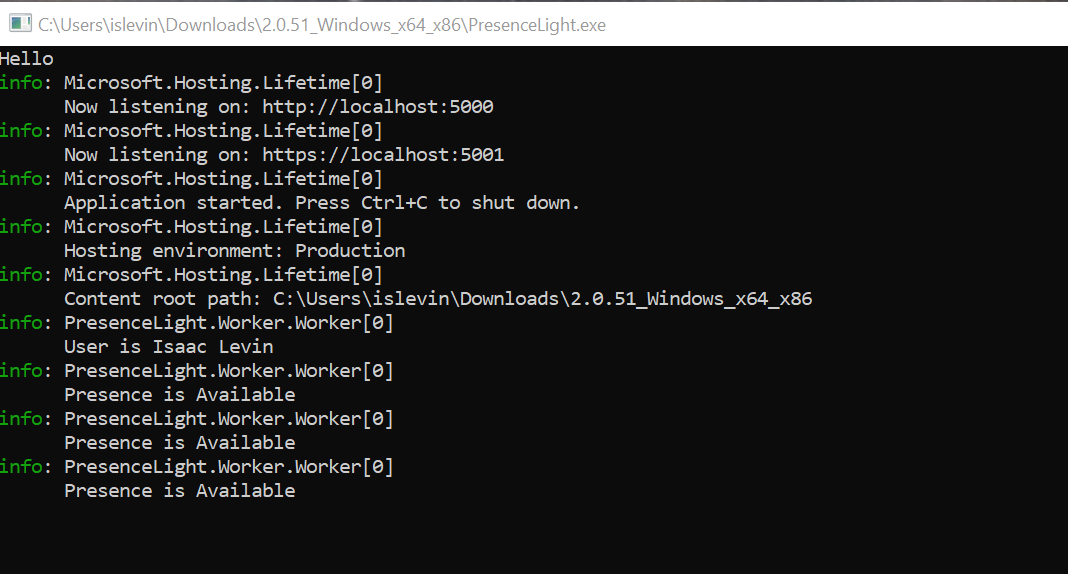 C:\Users\islevin\Downloads\2.0.51_Windows_x64_x86\PresenceLight.exe
Hello
info: Microsoft.Hosting.Lifetime[0]
Now listening on: http://localhost:5000
info: Microsoft.Hosting.Lifetime[0]
Now listening on: https://localhost:5001
info: Microsoft.Hosting.Lifetime[0]
Application started. Press Ctrl+C to shut down.
info: Microsoft.Hosting.Lifetime[0]
Hosting environment: Production
info: Microsoft.Hosting.Lifetime[0]
Content root path: C:\Users\islevin\Downloads\2.0.51_Windows_x64_x86
info: PresenceLight.Worker.Worker[0]
User is Isaac Levin
info: PresenceLight.Worker.Worker[0]
Presence is Available
info: PresenceLight.Worker.Worker[0]
Presence is Available
info: PresenceLight.Worker.Worker[0]
Presence is Available